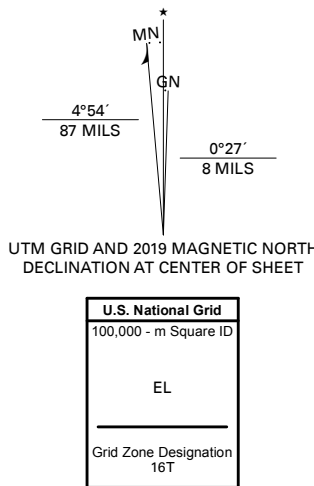 ★
MN
GN
4°54´
87 MILS
0°27´
8 MILS
UTM GRID AND 2019 MAGNETIC NORTH
DECLINATION AT CENTER OF SHEET
U.S. National Grid
100,000 - m Square ID
EL
Grid Zone Designation
16T